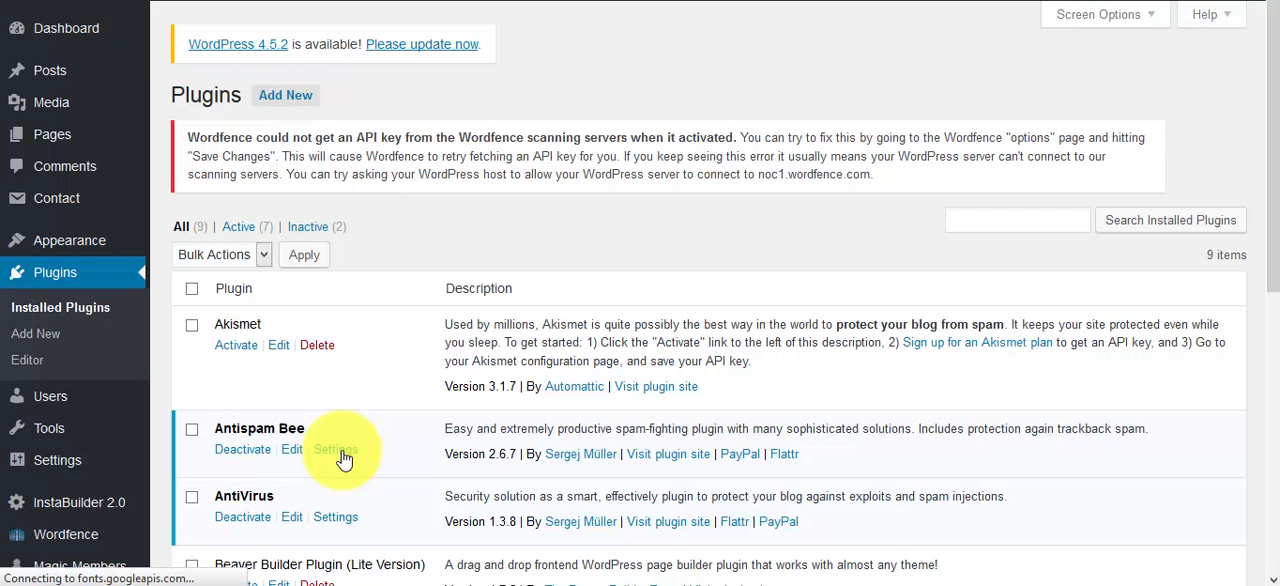 Dashboard
Posts
Media
Pages
Comments
Contact
Appearance
Plugins
Installed Plugins
Add New
Editor
Users
Tools
Settings
InstaBuilder 2.0
Wordfence
Magic Members
Connecting to fonts.googleapis.com...
Screen Options
Help
WordPress 4.5.2 is available! Please update now.
Plugins Add New
Wordfence could not get an API key from the Wordfence scanning servers when it activated. You can try to fix this by going to the Wordfence "options" page and hitting
"Save Changes". This will cause Wordfence to retry fetching an API key for you. If you keep seeing this error it usually means your WordPress server can't connect to our
scanning servers. You can try asking your WordPress host to allow your WordPress server to connect to noc1.wordfence.com.
All (9) | Active (7) | Inactive (2)
Search Installed Plugins
Bulk Actions Apply
9 items
Plugin Description
Akismet
Activate | Edit | Delete
Used by millions, Akismet is quite possibly the best way in the world to protect your blog from spam. It keeps your site protected even while
you sleep. To get started: 1) Click the "Activate" link to the left of this description, 2) Sign up for an Akismet plan to get an API key, and 3) Go to
your Akismet configuration page, and save your API key.
Version 3.1.7 | By Automattic | Visit plugin site
Antispam Bee
Deactivate | Edit | Settings
Easy and extremely productive spam-fighting plugin with many sophisticated solutions. Includes protection again trackback spam.
Version 2.6.7 | By Sergej Müller | Visit plugin site | PayPal | Flattr
AntiVirus
Deactivate | Edit | Settings
Security solution as a smart, effectively plugin to protect your blog against exploits and spam injections.
Version 1.3.8 | By Sergej Müller | Visit plugin site | Flattr | PayPal
Beaver Builder Plugin (Lite Version)
Edit | Delete
A drag and drop frontend WordPress page builder plugin that works with almost any theme!